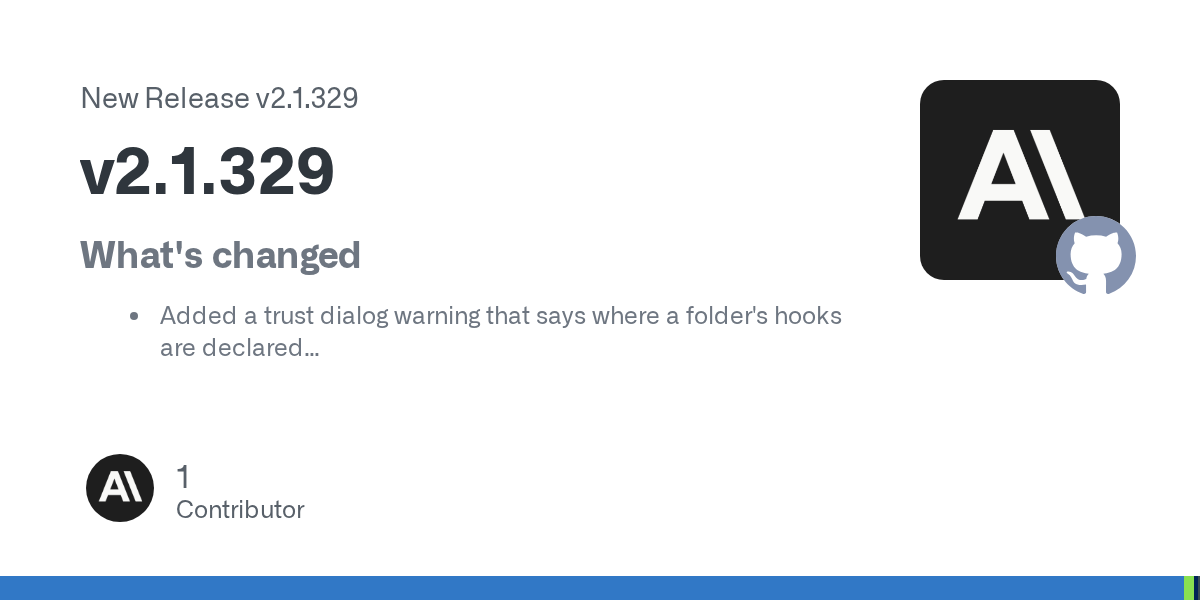 New Release v2.1.329
v2.1.329
What's changed
• Added a trust dialog warning that says where a folder's hooks
are declared...
1
Contributor